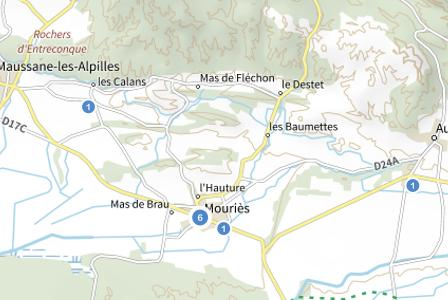 Rochers
d'Entreconque
Maussane-les-Alpilles
les Calans
Mas de Fléchon
le Destet
1
D17C
les Baumettes
Au
D24A
1
l'Hauture
Mas de Brau
Mouriès
6
1